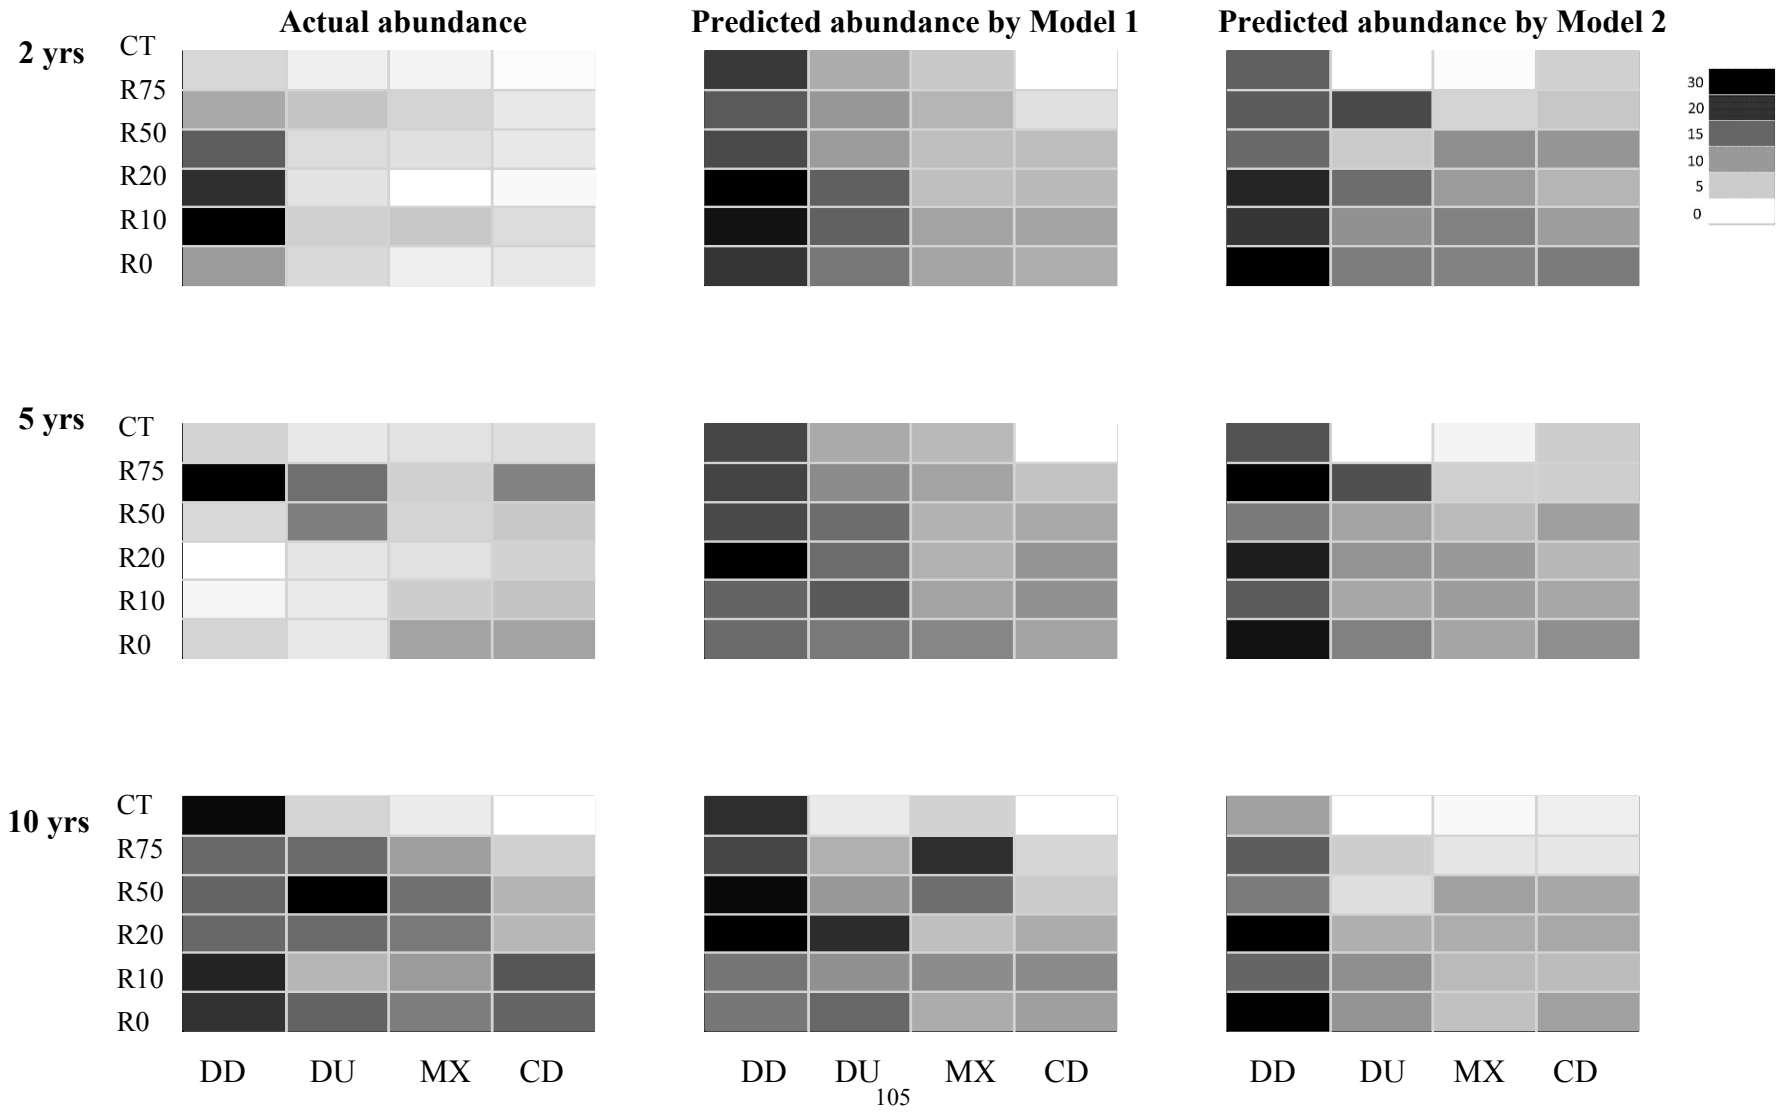 Actual abundance
Predicted abundance by Model 1
Predicted abundance by Model 2
2 yrs
CT
R75
R50
R20
R10
R0
30
20
15
10
5
0
5 yrs
CT
R75
R50
R20
R10
R0
10 yrs
CT
R75
R50
R20
R10
R0
DD DU MX CD
DD DU MX CD
DD DU MX CD
105